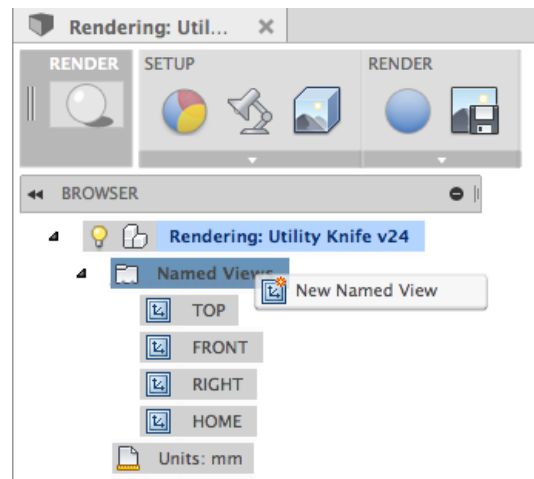 Rendering: Util...
RENDER
SETUP
RENDER
BROWSER
Rendering: Utility Knife v24
Named Views
New Named View
TOP
FRONT
RIGHT
HOME
Units: mm